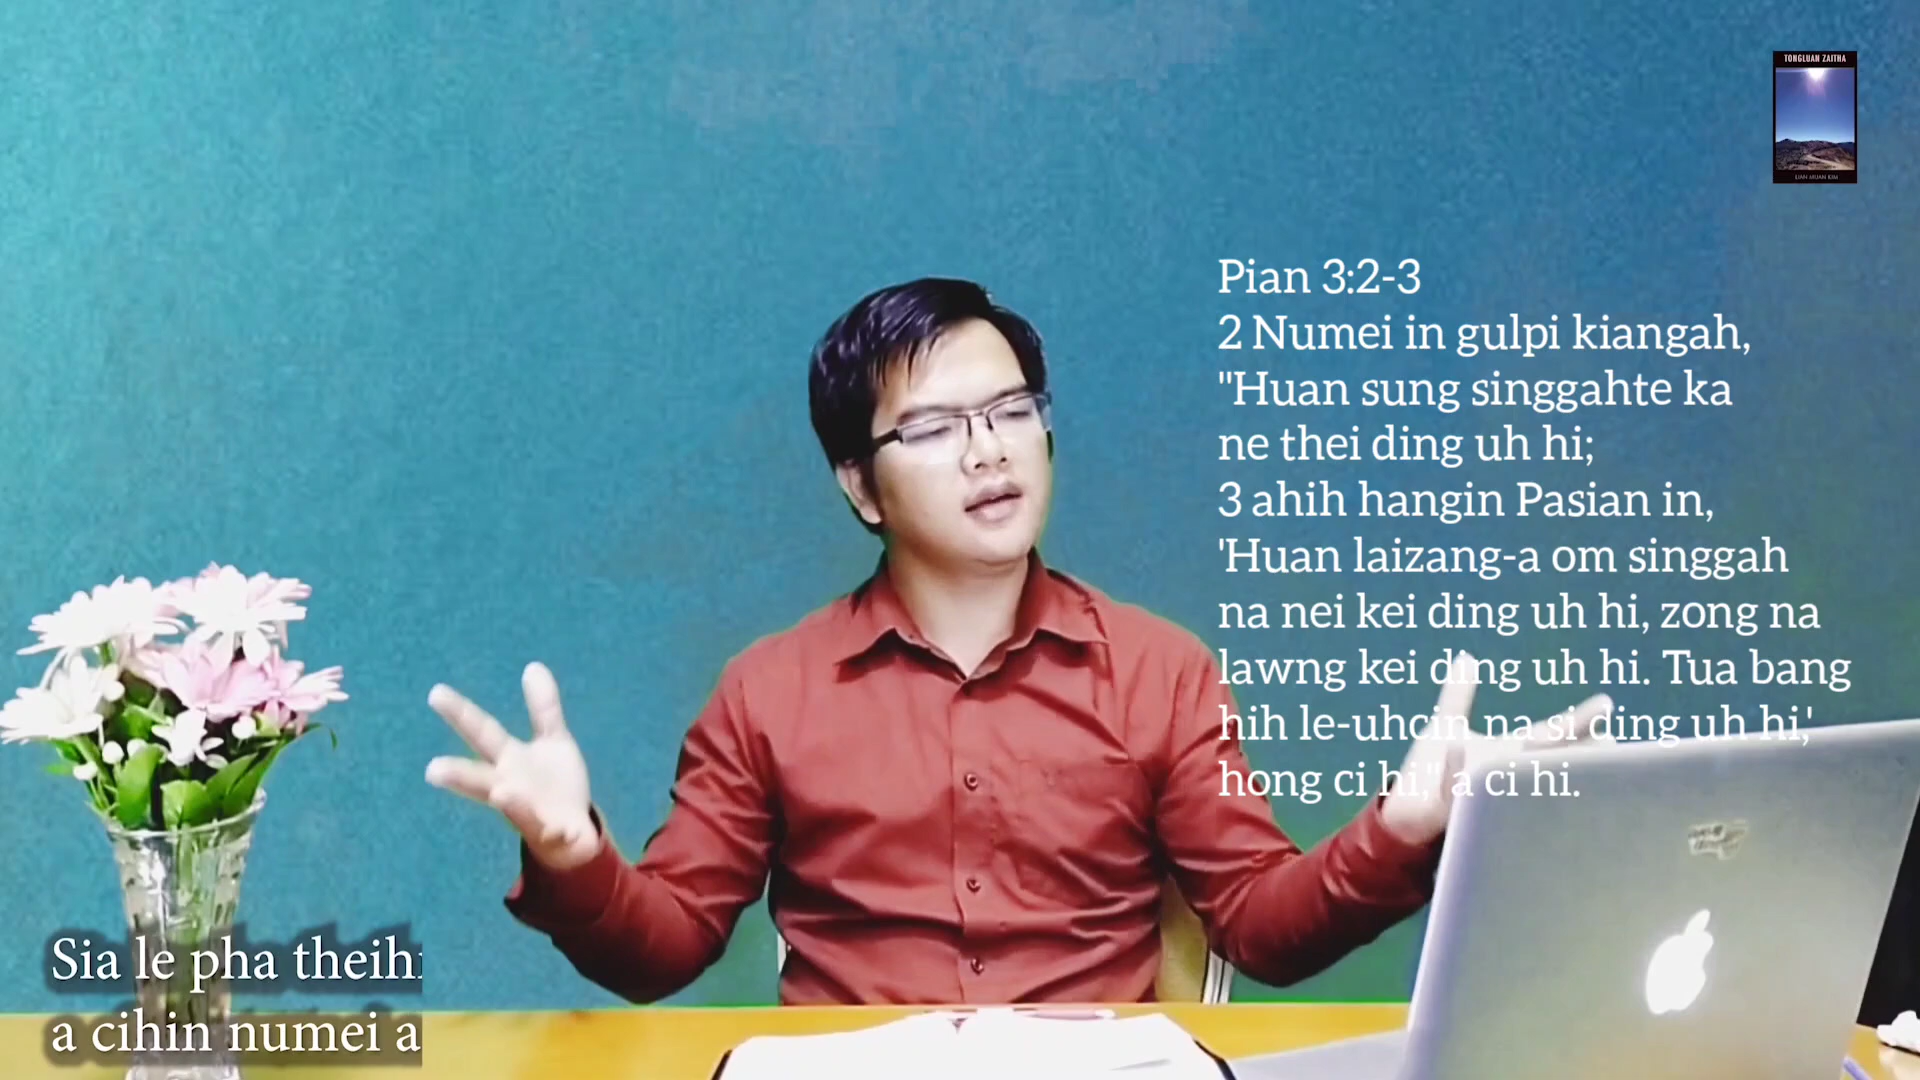 TONGLUAN ZAITHA
LIAN MUAN KIM
Pian 3:2-3
2 Numei in gulpi kiangah,
"Huan sung singgahte ka
ne thei ding uh hi;
3 ahih hangin Pasian in,
'Huan laizang-a om singgah
na nei kei ding uh hi, zong na
lawng kei ding uh hi. Tua bang
hih le-uhcin na si ding uh hi,'
hong ci hi," a ci hi.
Sia le pha theih
a cihin numei a